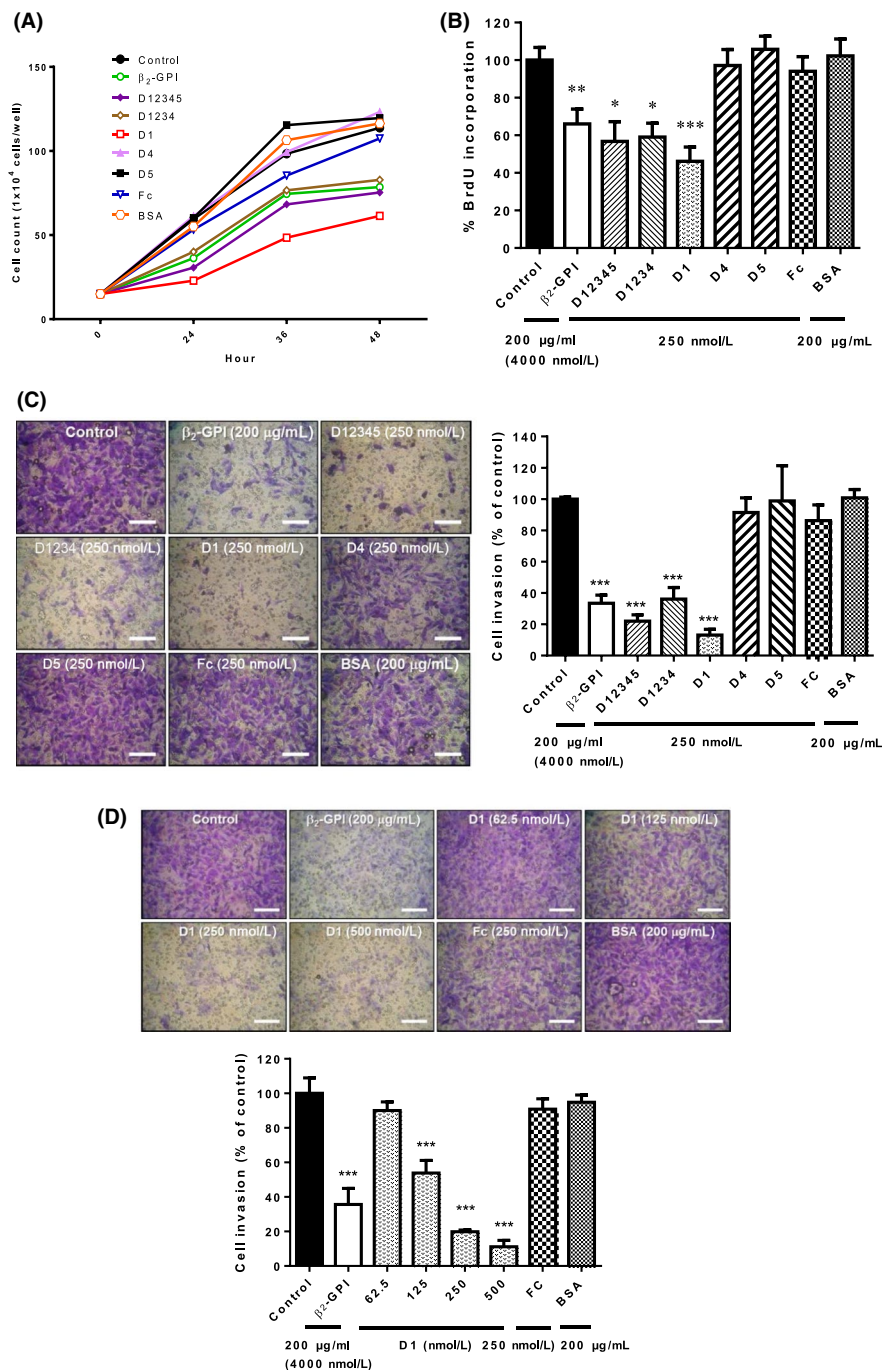 (A)
Cell count (1x10⁴ cells/well)
150
100
50
0
Control
β₂-GPI
D12345
D1234
D1
D4
D5
Fc
BSA
0
24
36
48
Hour
(B)
% BrdU incorporation
120
100
80
60
40
20
0
**
*
*
***
Control
β₂-GPI
D12345
D1234
D1
D4
D5
Fc
BSA
200 µg/ml
(4000 nmol/L)
250 nmol/L
200 µg/mL
(C)
Control
β₂-GPI (200 µg/mL)
D12345 (250 nmol/L)
D1234 (250 nmol/L)
D1 (250 nmol/L)
D4 (250 nmol/L)
D5 (250 nmol/L)
Fc (250 nmol/L)
BSA (200 µg/mL)
Cell invasion (% of control)
140
120
100
80
60
40
20
0
***
***
***
***
Control
β₂-GPI
D12345
D1234
D1
D4
D5
FC
BSA
200 µg/ml
(4000 nmol/L)
250 nmol/L
200 µg/mL
(D)
Control
β₂-GPI (200 µg/mL)
D1 (62.5 nmol/L)
D1 (125 nmol/L)
D1 (250 nmol/L)
D1 (500 nmol/L)
Fc (250 nmol/L)
BSA (200 µg/mL)
Cell invasion (% of control)
120
100
80
60
40
20
0
***
***
***
***
Control
β₂-GPI
62.5
125
250
500
FC
BSA
200 µg/ml
(4000 nmol/L)
D1 (nmol/L)
250 nmol/L)
200 µg/mL